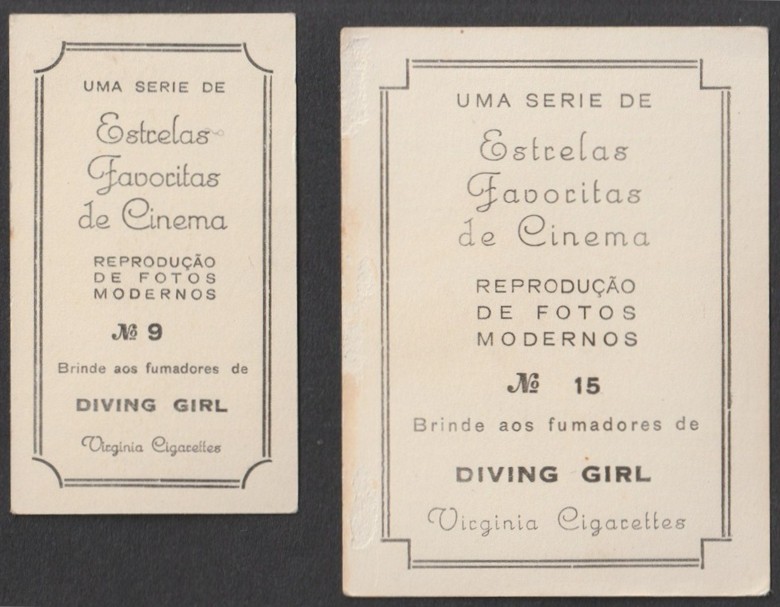 UMA SERIE DE
Estrelas
Favoritas
de Cinema
REPRODUÇÃO
DE FOTOS
MODERNOS
№ 9
Brinde aos fumadores de
DIVING GIRL
Virginia Cigarettes
UMA SERIE DE
Estrelas
Favoritas
de Cinema
REPRODUÇÃO
DE FOTOS
MODERNOS
№ 15
Brinde aos fumadores de
DIVING GIRL
Virginia Cigarettes